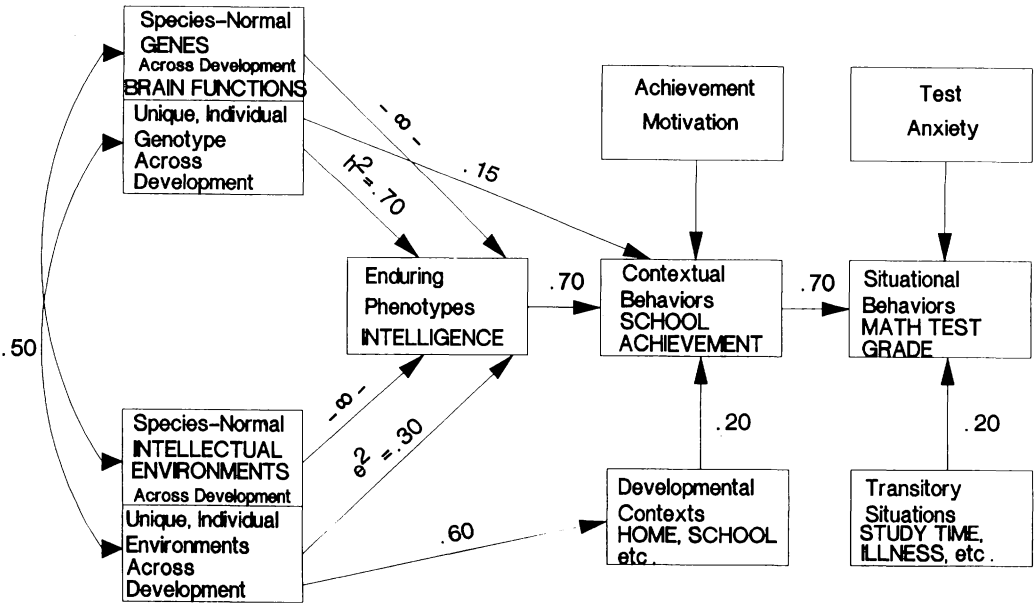 Species-Normal
GENES
Across Development
BRAIN FUNCTIONS
Unique, Individual
Genotype
Across
Development
Achievement
Motivation
Test
Anxiety
- ∞ -
.15
h² = .70
Enduring
Phenotypes
INTELLIGENCE
.70
Contextual
Behaviors
SCHOOL
ACHIEVEMENT
.70
Situational
Behaviors
MATH TEST
GRADE
.50
- ∞ -
e² = .30
.20
.20
Species-Normal
INTELLECTUAL
ENVIRONMENTS
Across Development
Unique, Individual
Environments
Across
Development
.60
Developmental
Contexts
HOME, SCHOOL
etc.
Transitory
Situations
STUDY TIME,
ILLNESS, etc.